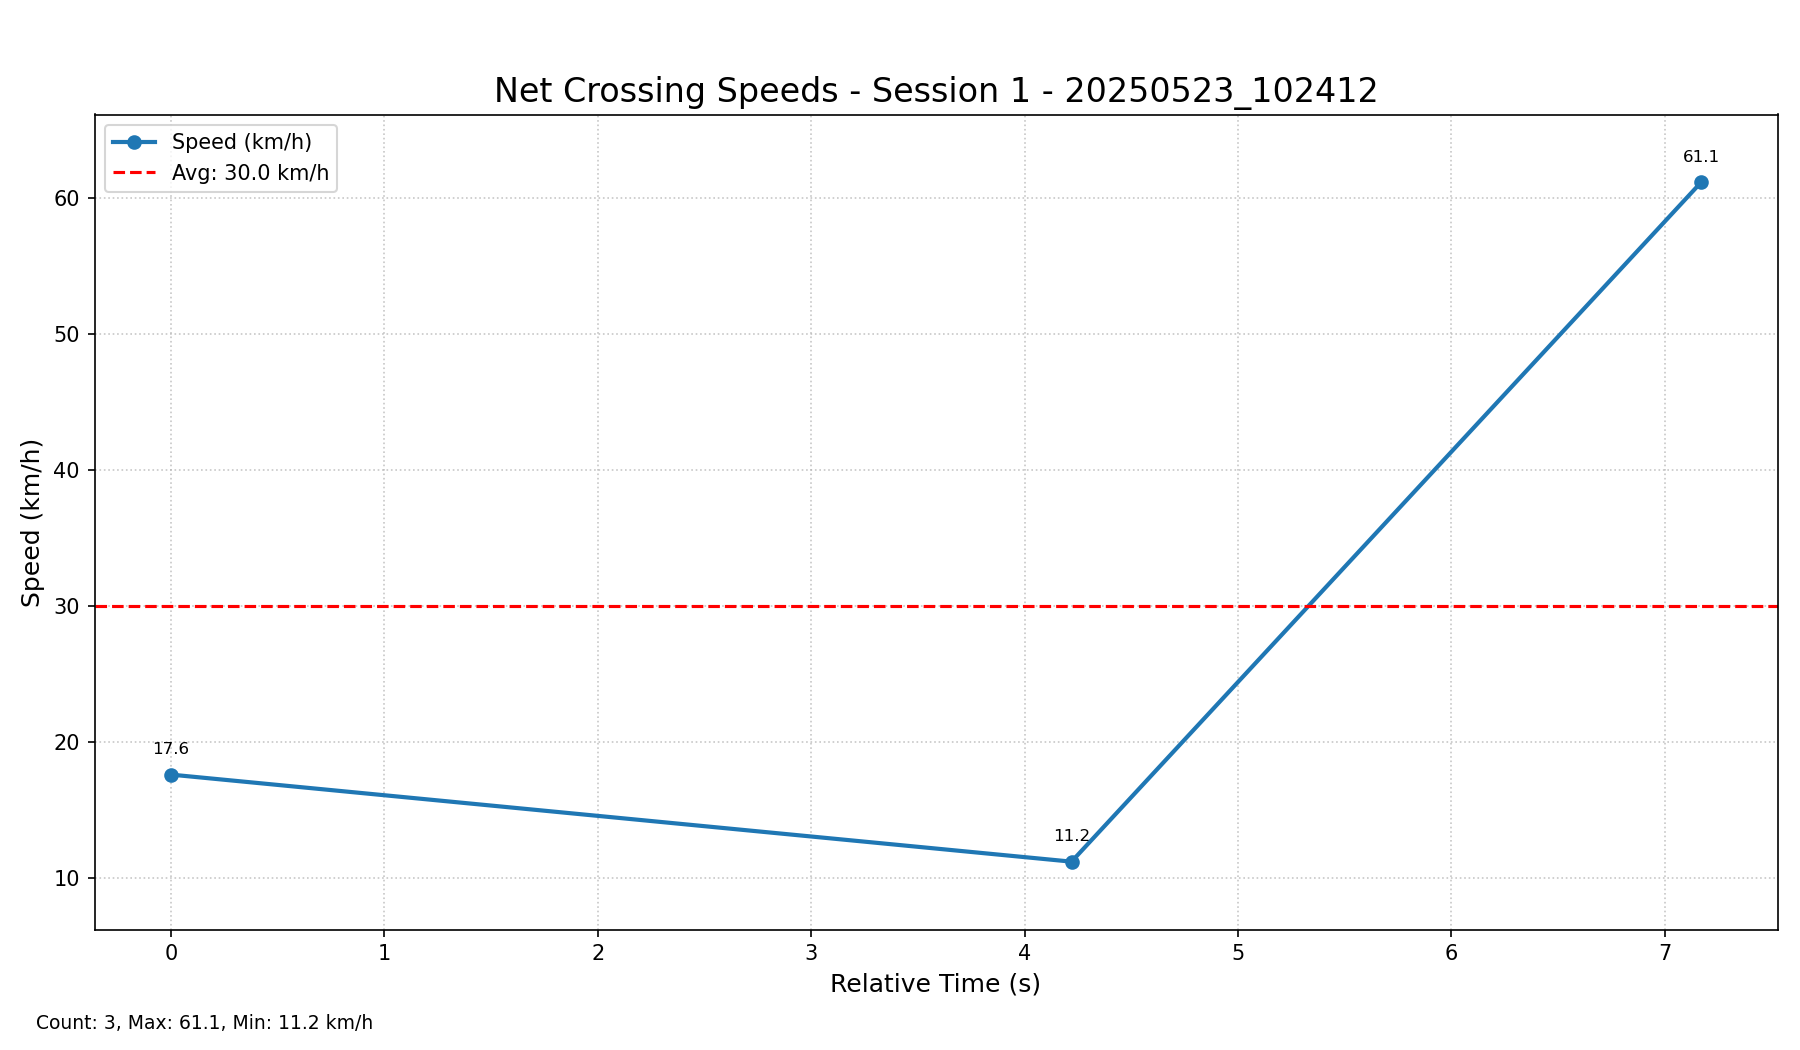 Net Crossing Speeds - Session 1 - 20250523_102412
Speed (km/h)
Avg: 30.0 km/h
61.1
17.6
11.2
60
50
40
30
20
10
Speed (km/h)
0 1 2 3 4 5 6 7
Relative Time (s)
Count: 3, Max: 61.1, Min: 11.2 km/h